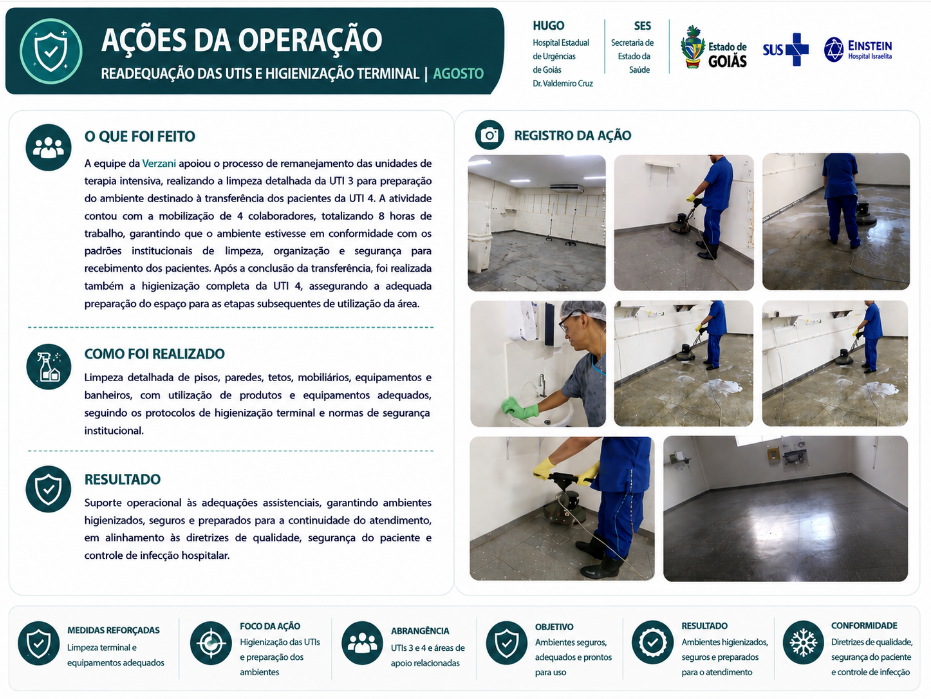 AÇÕES DA OPERAÇÃO
READEQUAÇÃO DAS UTIS E HIGIENIZAÇÃO TERMINAL | AGOSTO
HUGO
Hospital Estadual
de Urgências
de Goiás
Dr. Valdemiro Cruz
SES
Secretaria de
Estado da
Saúde
Estado de
GOIÁS
SUS
EINSTEIN
Hospital Israelita
O QUE FOI FEITO
A equipe da Verzani apoiou o processo de remanejamento das unidades de
terapia intensiva, realizando a limpeza detalhada da UTI 3 para preparação
do ambiente destinado à transferência dos pacientes da UTI 4. A atividade
contou com a mobilização de 4 colaboradores, totalizando 8 horas de
trabalho, garantindo que o ambiente estivesse em conformidade com os
padrões institucionais de limpeza, organização e segurança para
recebimento dos pacientes. Após a conclusão da transferência, foi realizada
também a higienização completa da UTI 4, assegurando a adequada
preparação do espaço para as etapas subsequentes de utilização da área.
COMO FOI REALIZADO
Limpeza detalhada de pisos, paredes, tetos, mobiliários, equipamentos e
banheiros, com utilização de produtos e equipamentos adequados,
seguindo os protocolos de higienização terminal e normas de segurança
institucional.
RESULTADO
Suporte operacional às adequações assistenciais, garantindo ambientes
higienizados, seguros e preparados para a continuidade do atendimento,
em alinhamento às diretrizes de qualidade, segurança do paciente e
controle de infecção hospitalar.
REGISTRO DA AÇÃO
MEDIDAS REFORÇADAS
Limpeza terminal e
equipamentos adequados
FOCO DA AÇÃO
Higienização das UTIs
e preparação dos
ambientes
ABRANGÊNCIA
UTIs 3 e 4 e áreas de
apoio relacionadas
OBJETIVO
Ambientes seguros,
adequados e prontos
para uso
RESULTADO
Ambientes higienizados,
seguros e preparados
para o atendimento
CONFORMIDADE
Diretrizes de qualidade,
segurança do paciente
e controle de infecção